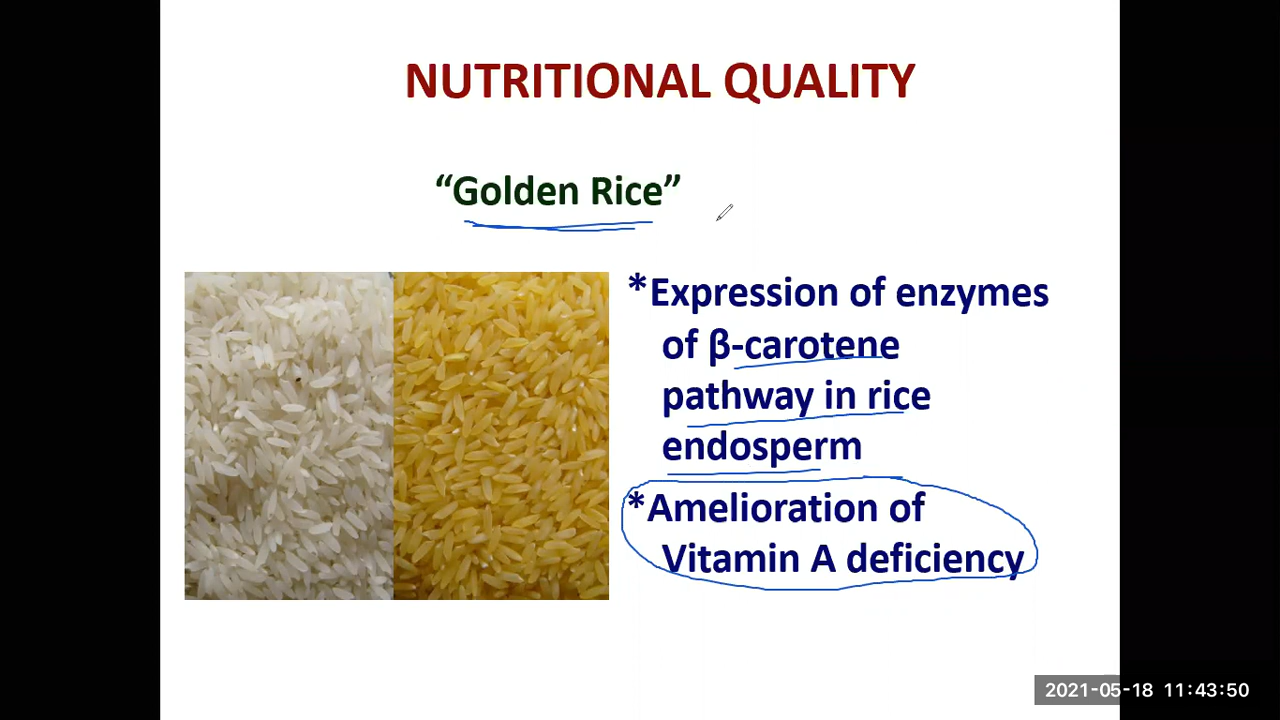 NUTRITIONAL QUALITY
“Golden Rice”
*Expression of enzymes
of β-carotene
pathway in rice
endosperm
*Amelioration of
Vitamin A deficiency
2021-05-18 11:43:50